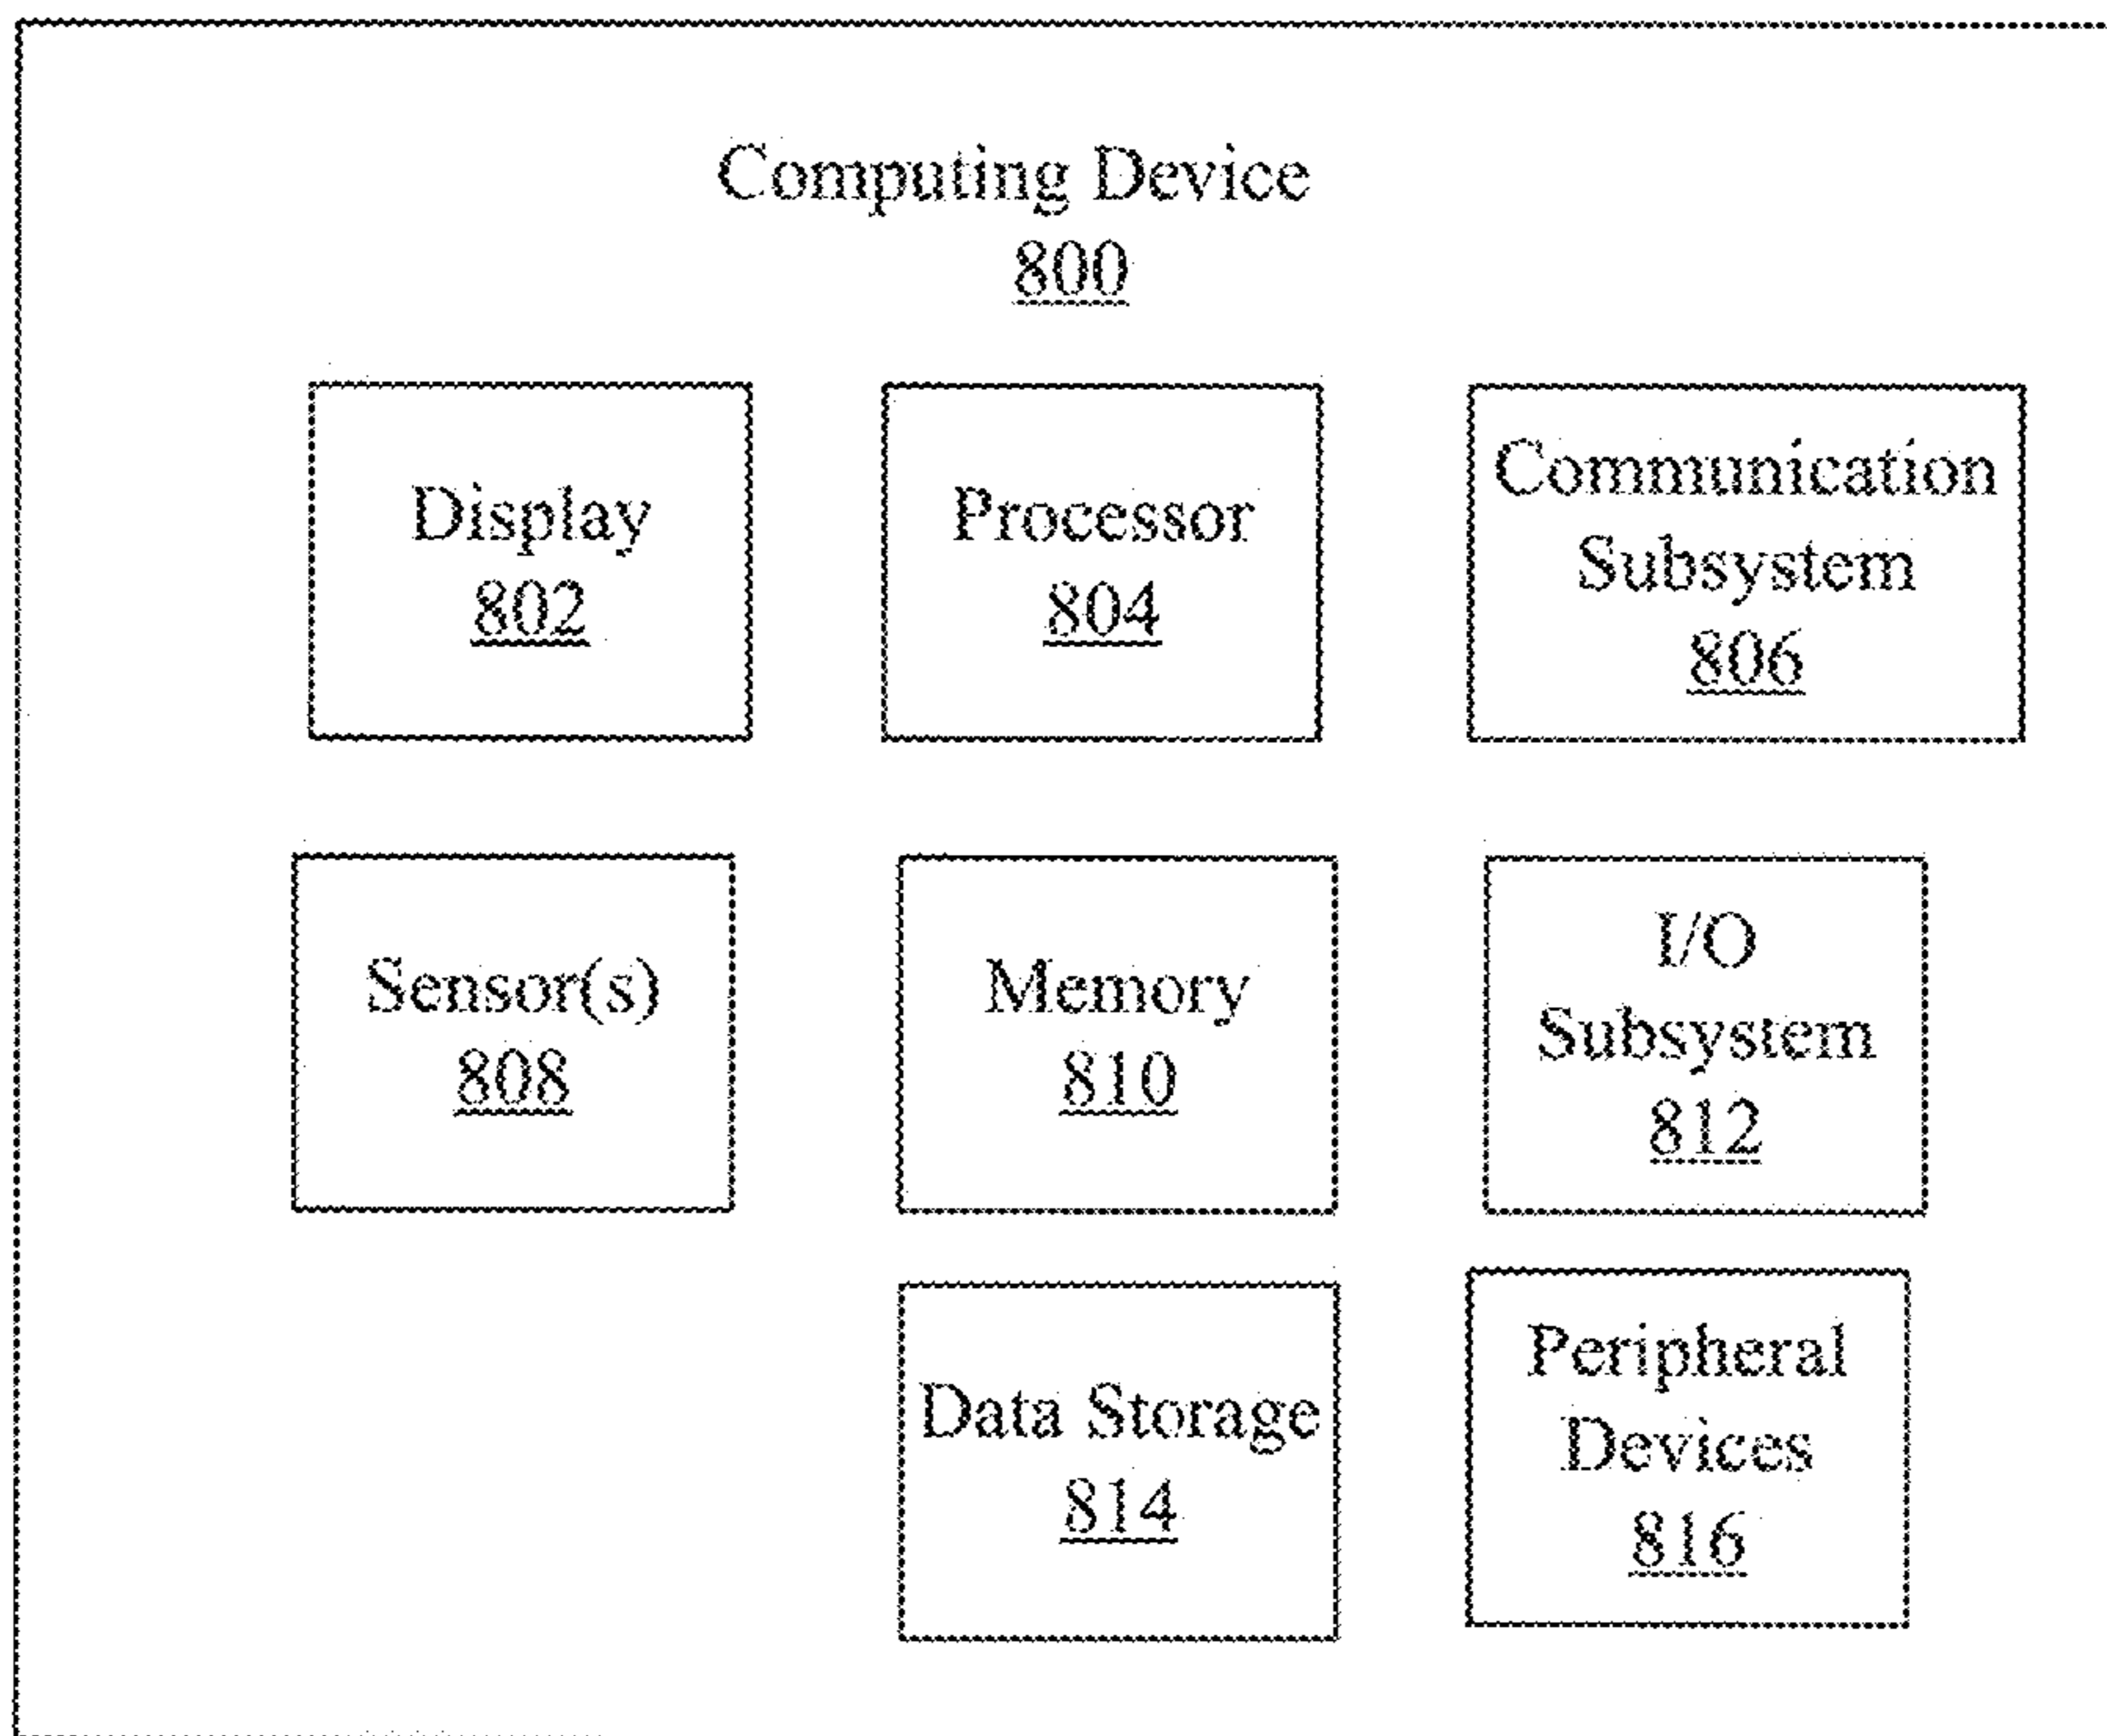 Computing Device
800
Display
802
Processor
804
Communication
Subsystem
806
Sensor(s)
808
Memory
810
I/O
Subsystem
812
Data Storage
814
Peripheral
Devices
816